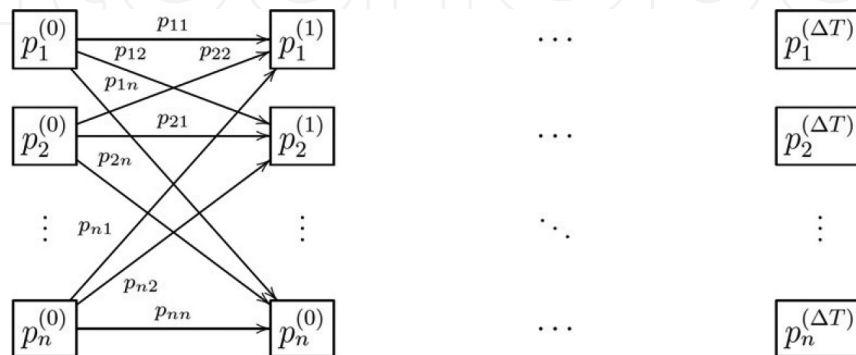 p_{11}
p_1^{(0)} p_{12} p_{22} p_1^{(1)} ⋯ p_1^{(ΔT)}
p_{1n}
p_2^{(0)} p_{21} p_2^{(1)} ⋯ p_2^{(ΔT)}
p_{2n}
⋮ p_{n1} ⋮ ⋱ ⋮
p_{n2}
p_n^{(0)} p_{nn} p_n^{(0)} ⋯ p_n^{(ΔT)}